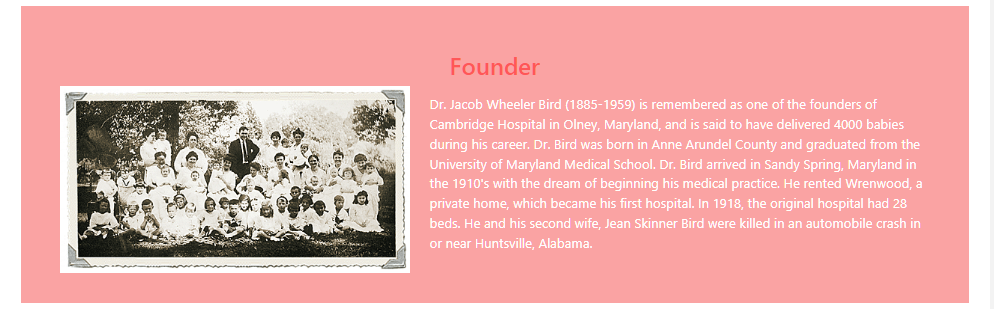 Founder
Dr. Jacob Wheeler Bird (1885-1959) is remembered as one of the founders of
Cambridge Hospital in Olney, Maryland, and is said to have delivered 4000 babies
during his career. Dr. Bird was born in Anne Arundel County and graduated from the
University of Maryland Medical School. Dr. Bird arrived in Sandy Spring, Maryland in
the 1910's with the dream of beginning his medical practice. He rented Wrenwood, a
private home, which became his first hospital. In 1918, the original hospital had 28
beds. He and his second wife, Jean Skinner Bird were killed in an automobile crash in
or near Huntsville, Alabama.